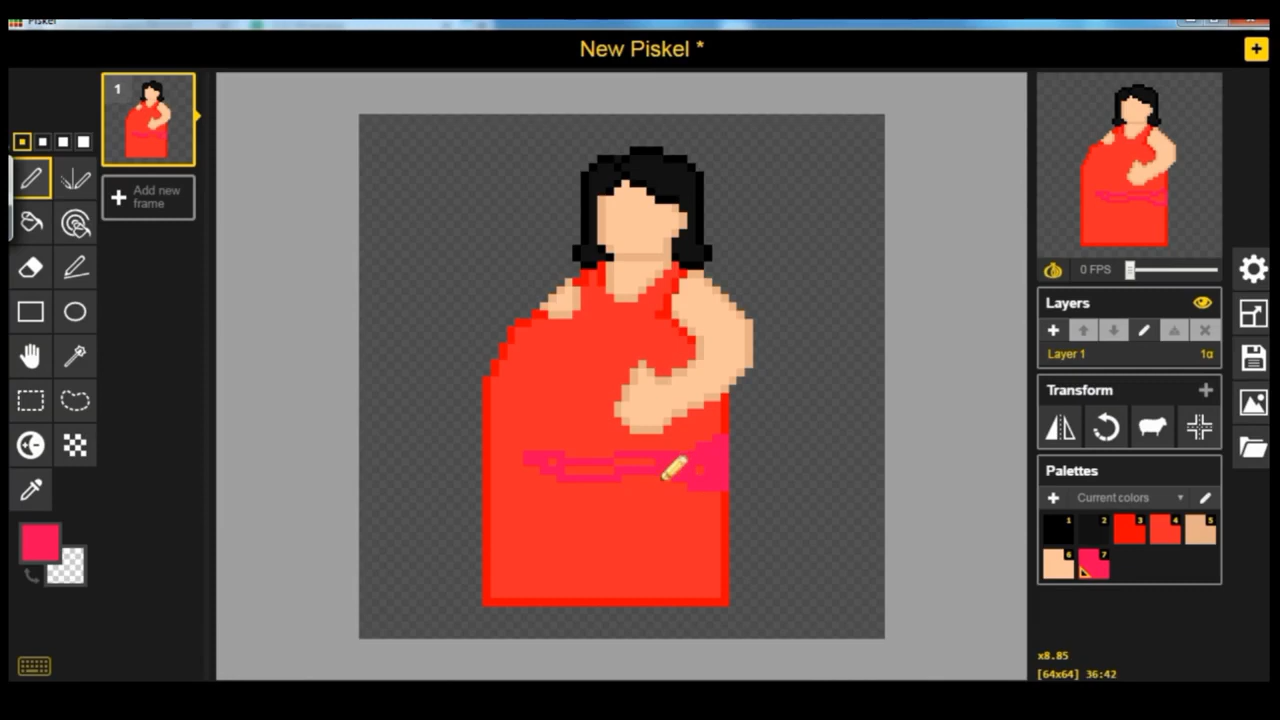 Piskel
New Piskel *
+
1
Add new
frame
0 FPS
Layers
Layer 1
1α
Transform
Palettes
Current colors
1
2
3
4
5
6
7
x8.85
[64x64] 36:42